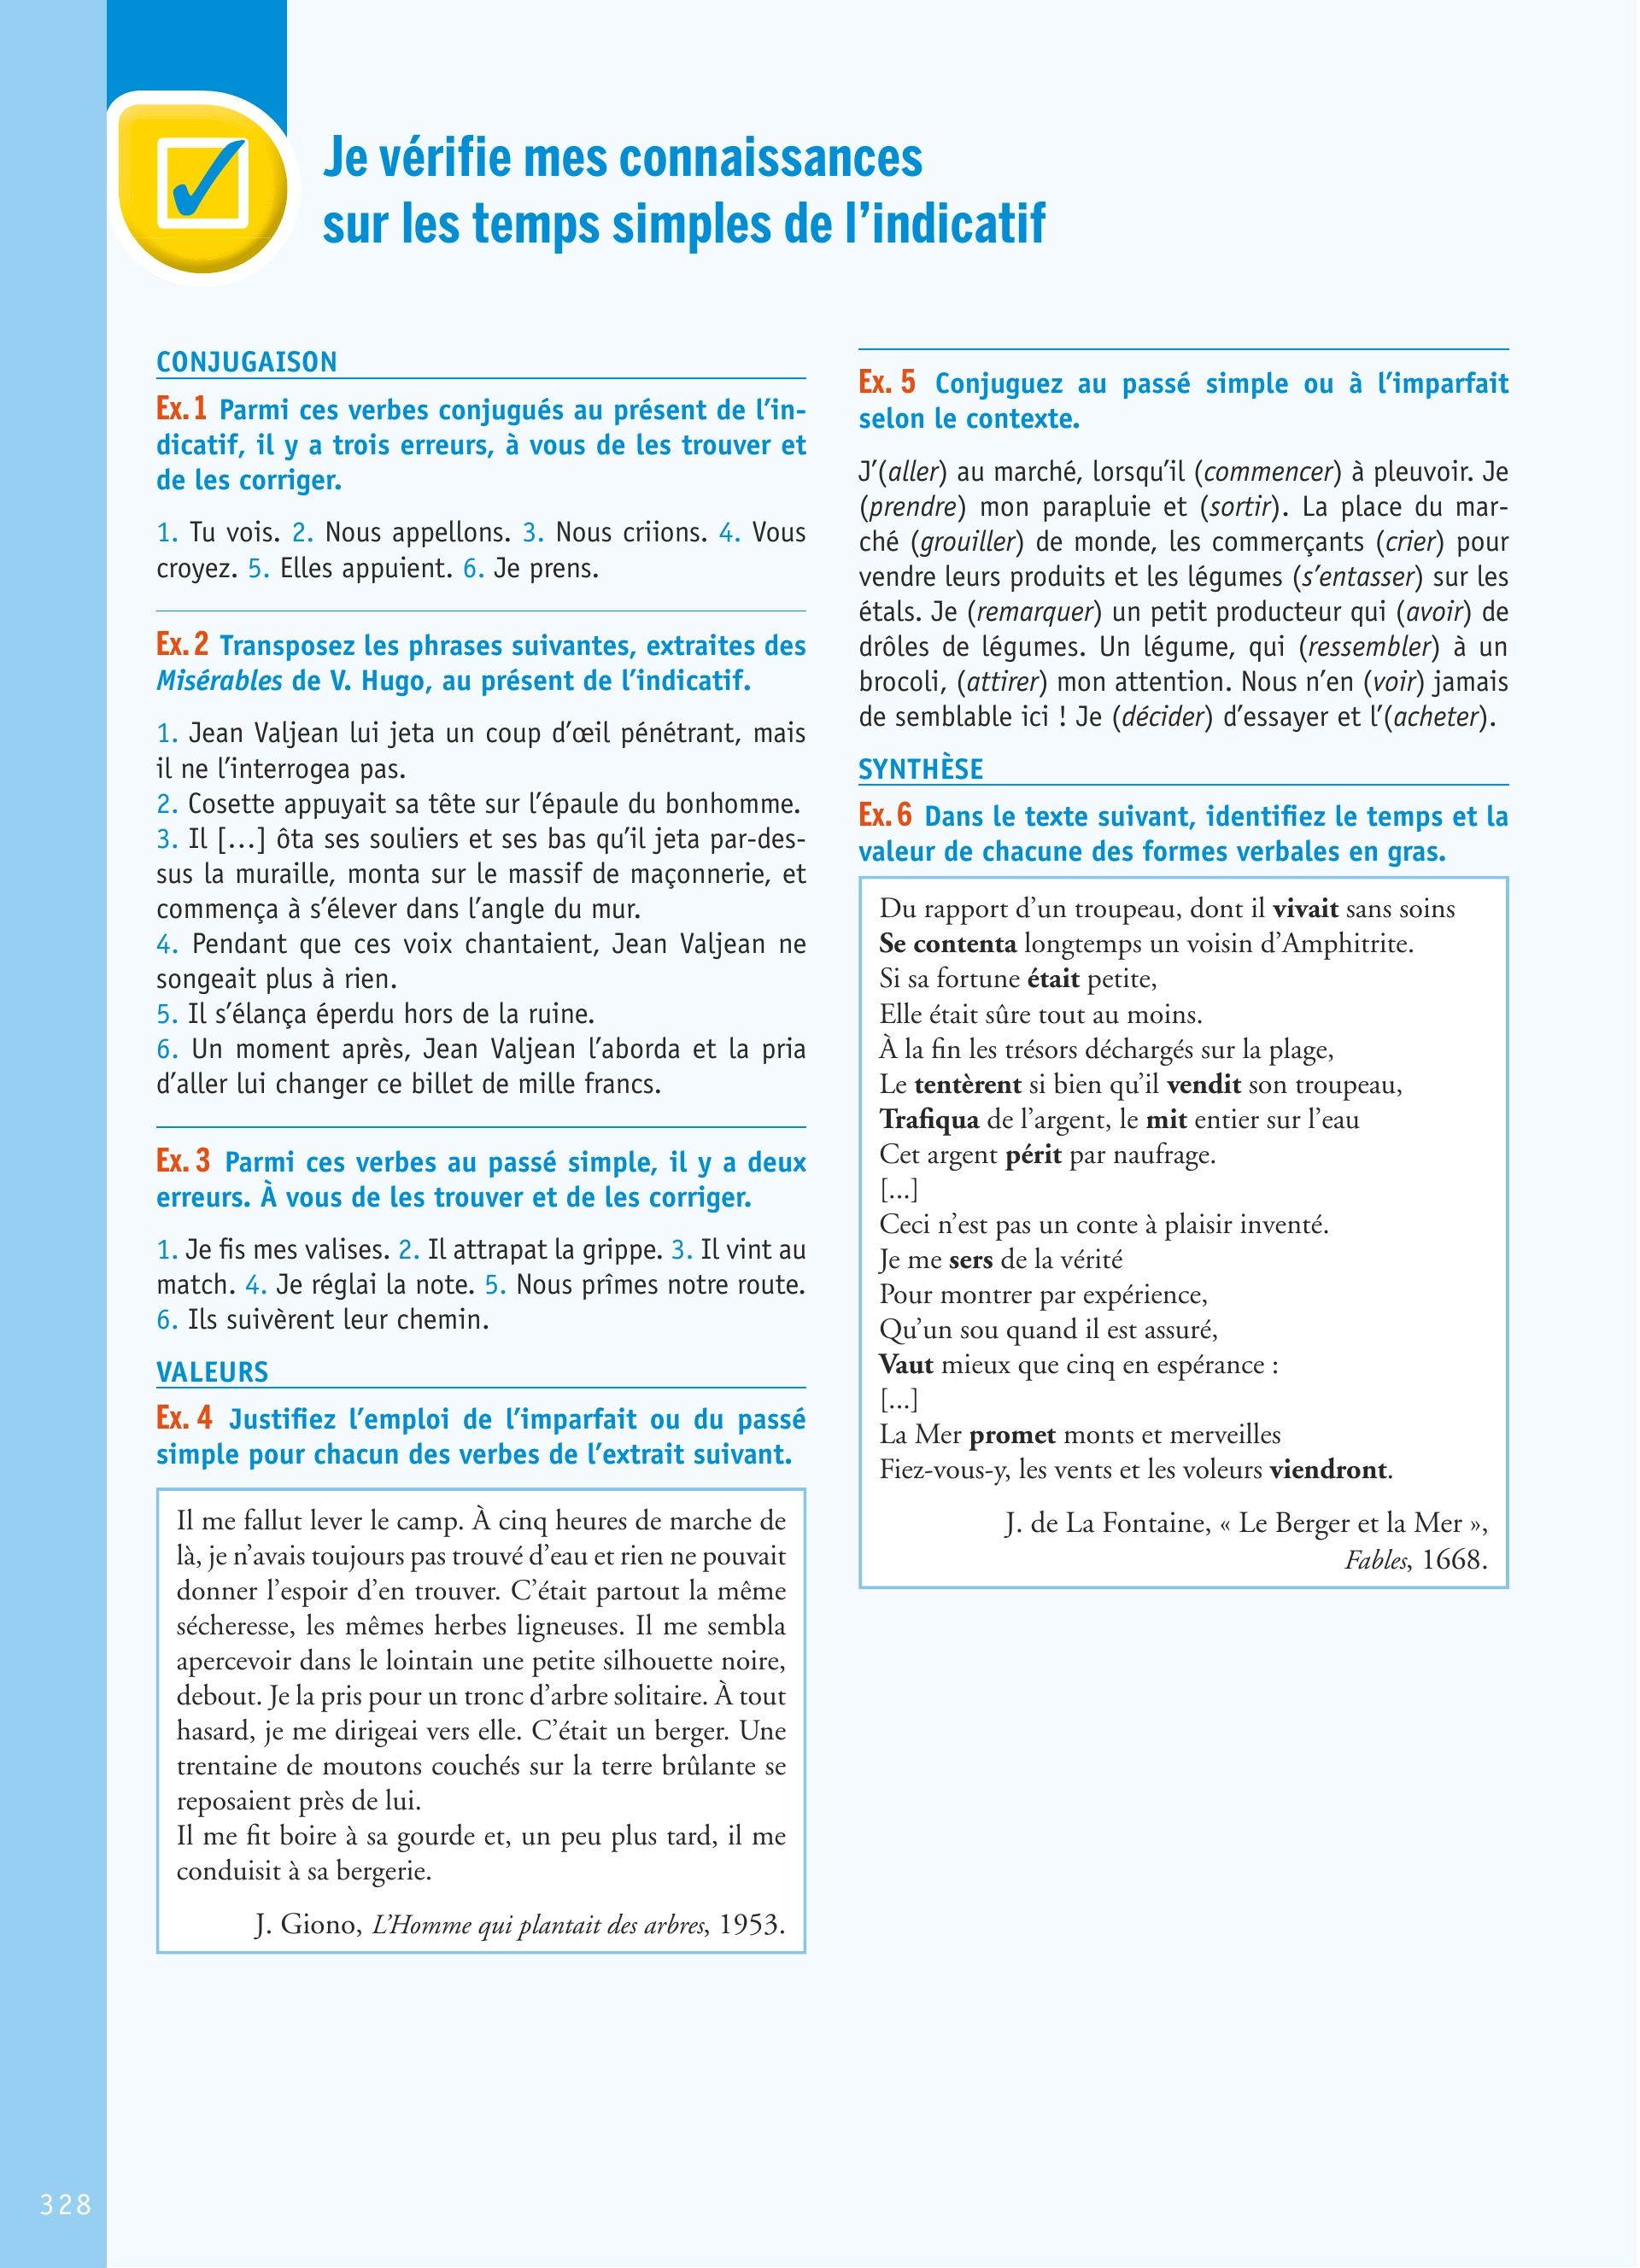 Je vérifie mes connaissances
sur les temps simples de l'indicatif
CONJUGAISON
Ex. 1 Parmi ces verbes conjugués au présent de l'in-
dicatif, il y a trois erreurs, à vous de les trouver et
de les corriger.
1. Tu vois. 2. Nous appellons. 3. Nous criions. 4. Vous
croyez. 5. Elles appuient. 6. Je prens.
Ex. 2 Transposez les phrases suivantes, extraites des
Misérables de V. Hugo, au présent de l'indicatif.
1. Jean Valjean lui jeta un coup d'œil pénétrant, mais
il ne l'interrogea pas.
2. Cosette appuyait sa tête sur l'épaule du bonhomme.
3. Il [...] ôta ses souliers et ses bas qu'il jeta par-des-
sus la muraille, monta sur le massif de maçonnerie, et
commença à s'élever dans l'angle du mur.
4. Pendant que ces voix chantaient, Jean Valjean ne
songeait plus à rien.
5. Il s'élança éperdu hors de la ruine.
6. Un moment après, Jean Valjean l'aborda et la pria
d'aller lui changer ce billet de mille francs.
Ex. 3 Parmi ces verbes au passé simple, il y a deux
erreurs. À vous de les trouver et de les corriger.
1. Je fis mes valises. 2. Il attrapat la grippe. 3. Il vint au
match. 4. Je réglai la note. 5. Nous prîmes notre route.
6. Ils suivèrent leur chemin.
VALEURS
Ex. 4 Justifiez l'emploi de l'imparfait ou du passé
simple pour chacun des verbes de l'extrait suivant.
Il me fallut lever le camp. À cinq heures de marche de
là, je n'avais toujours pas trouvé d'eau et rien ne pouvait
donner l'espoir d'en trouver. C'était partout la même
sécheresse, les mêmes herbes ligneuses. Il me sembla
apercevoir dans le lointain une petite silhouette noire,
debout. Je la pris pour un tronc d'arbre solitaire. À tout
hasard, je me dirigeai vers elle. C'était un berger. Une
trentaine de moutons couchés sur la terre brûlante se
reposaient près de lui.
Il me fit boire à sa gourde et, un peu plus tard, il me
conduisit à sa bergerie.
J. Giono, L'Homme qui plantait des arbres, 1953.
Ex. 5 Conjuguez au passé simple ou à l'imparfait
selon le contexte.
J'(aller) au marché, lorsqu'il (commencer) à pleuvoir. Je
(prendre) mon parapluie et (sortir). La place du mar-
ché (grouiller) de monde, les commerçants (crier) pour
vendre leurs produits et les légumes (s'entasser) sur les
étals. Je (remarquer) un petit producteur qui (avoir) de
drôles de légumes. Un légume, qui (ressembler) à un
brocoli, (attirer) mon attention. Nous n'en (voir) jamais
de semblable ici ! Je (décider) d'essayer et l'(acheter).
SYNTHÈSE
Ex. 6 Dans le texte suivant, identifiez le temps et la
valeur de chacune des formes verbales en gras.
Du rapport d'un troupeau, dont il vivait sans soins
Se contenta longtemps un voisin d'Amphitrite.
Si sa fortune était petite,
Elle était sûre tout au moins.
À la fin les trésors déchargés sur la plage,
Le tentèrent si bien qu'il vendit son troupeau,
Trafiqua de l'argent, le mit entier sur l'eau
Cet argent périt par naufrage.
[...]
Ceci n'est pas un conte à plaisir inventé.
Je me sers de la vérité
Pour montrer par expérience,
Qu'un sou quand il est assuré,
Vaut mieux que cinq en espérance :
[...]
La Mer promet monts et merveilles
Fiez-vous-y, les vents et les voleurs viendront.
J. de La Fontaine, « Le Berger et la Mer »,
Fables, 1668.
328